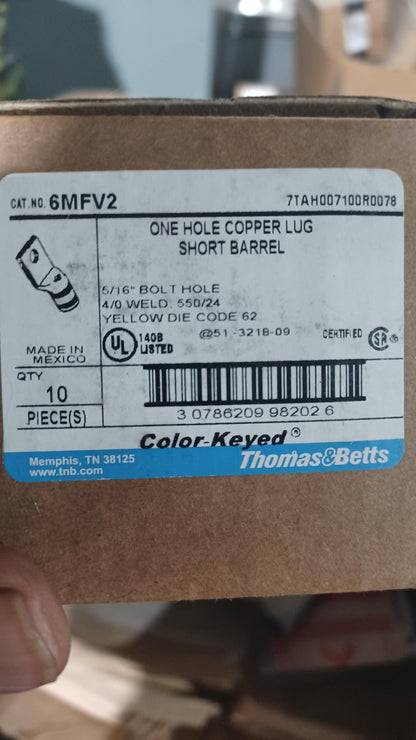 CAT.NO. 6MFV2
7TAH007100R0078
ONE HOLE COPPER LUG
SHORT BARREL
5/16" BOLT HOLE
4/0 WELD, 550/24
YELLOW DIE CODE 62
MADE IN
MEXICO
UL
140B
LISTED
@51-3218-09
CERTIFIED
SA
QTY
10
PIECE(S)
3 0786209 98202 6
Color-Keyed®
Memphis, TN 38125
www.tnb.com
Thomas&Betts